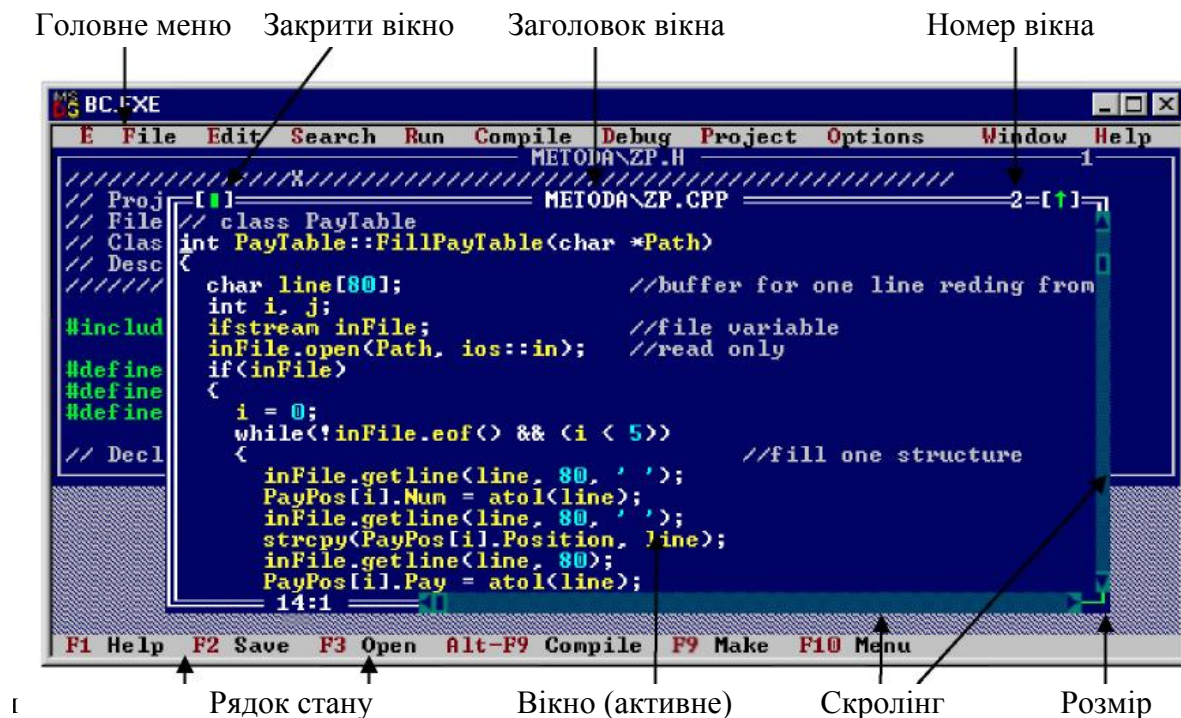 Головне меню Закрити вікно Заголовок вікна Номер вікна
BC.EXE
E File Edit Search Run Compile Debug Project Options Window Help
METODA\ZP.H 1
/////////////////X////////////////////////////////////////////////
// Proj
// File
// Clas
// Desc
///////
#includ
#define
#define
#define
// Decl
[■] METODA\ZP.CPP 2=[↑]
// class PayTable
int PayTable::FillPayTable(char *Path)
{
char line[80]; //buffer for one line reding from
int i, j;
ifstream inFile; //file variable
inFile.open(Path, ios::in); //read only
if(inFile)
{
i = 0;
while(!inFile.eof() && (i < 5))
{ //fill one structure
inFile.getline(line, 80, ' ');
PayPos[i].Num = atol(line);
inFile.getline(line, 80, ' ');
strcpy(PayPos[i].Position, line);
inFile.getline(line, 80);
PayPos[i].Pay = atol(line);
14:1
F1 Help F2 Save F3 Open Alt-F9 Compile F9 Make F10 Menu
Рядок стану Вікно (активне) Скролінг Розмір